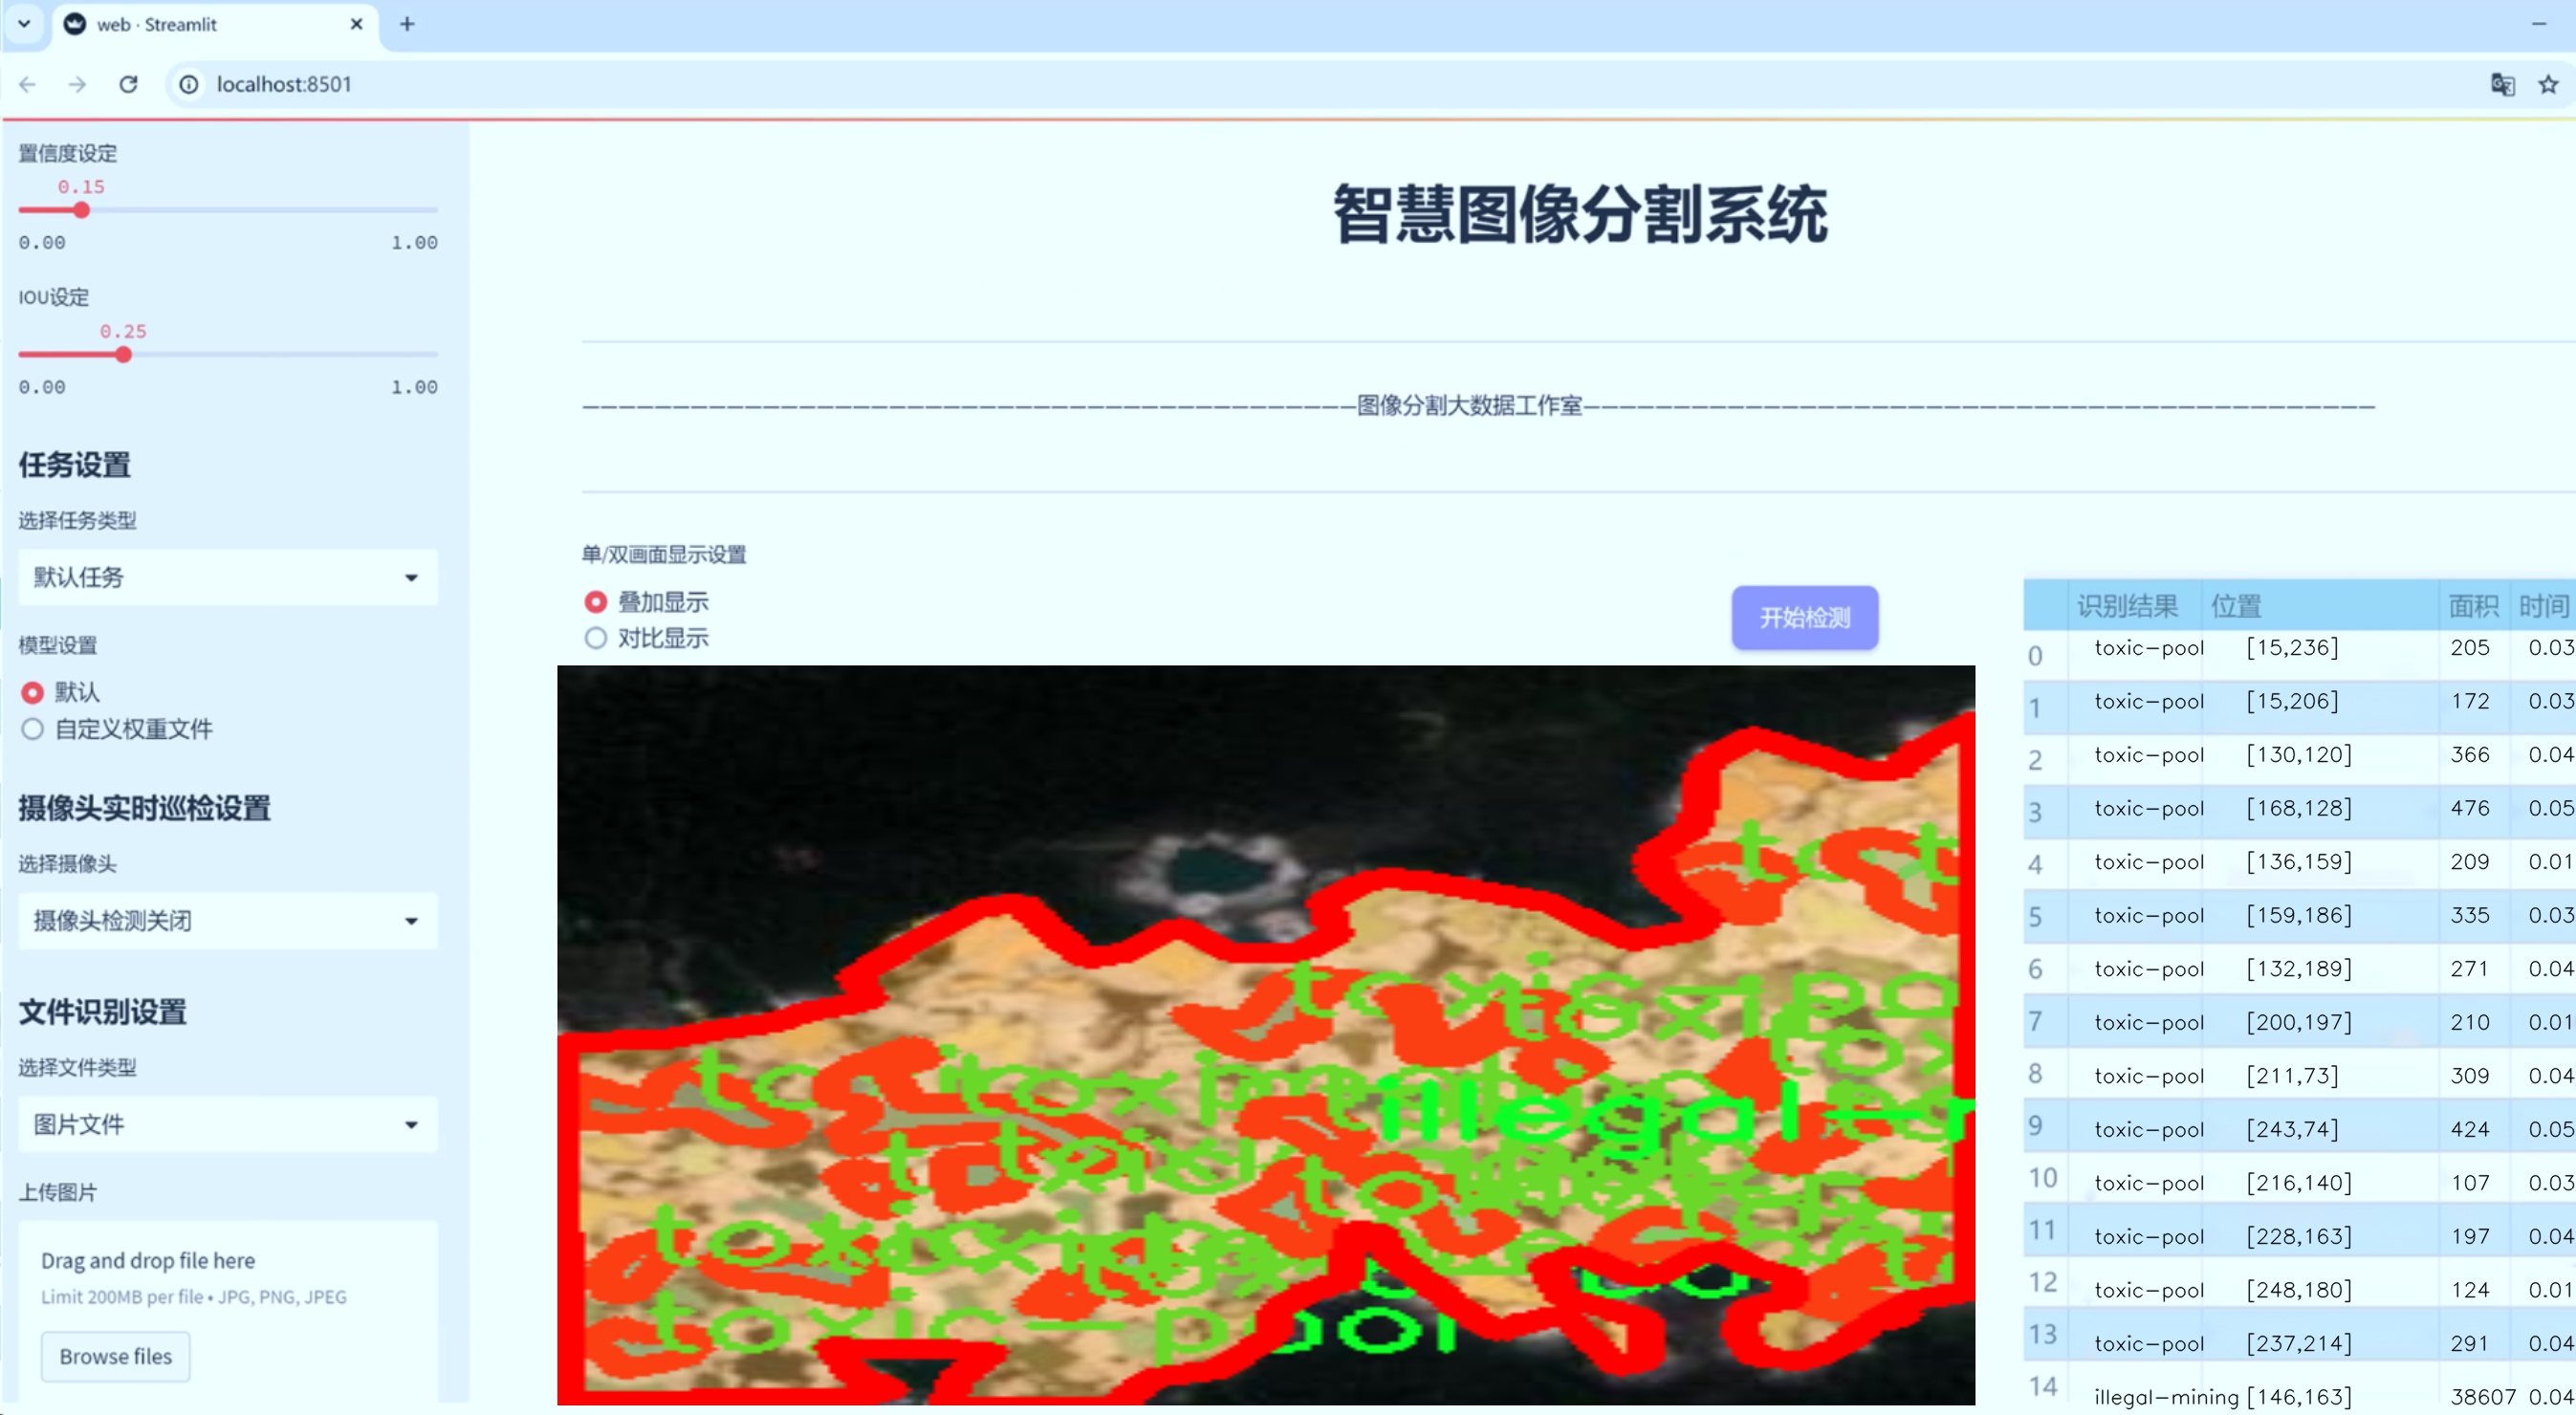 web · Streamlit
localhost:8501
置信度设定
0.15
0.00 1.00
IOU设定
0.25
0.00 1.00
任务设置
选择任务类型
默认任务
模型设置
默认
自定义权重文件
摄像头实时巡检设置
选择摄像头
摄像头检测关闭
文件识别设置
选择文件类型
图片文件
上传图片
Drag and drop file here
Limit 200MB per file • JPG, PNG, JPEG
Browse files
智慧图像分割系统
图像分割大数据工作室
单/双画面显示设置
叠加显示
对比显示
开始检测
toxic-pool
识别结果 位置 面积 时间
0 toxic-pool [15,236] 205 0.03
1 toxic-pool [15,206] 172 0.03
2 toxic-pool [130,120] 366 0.04
3 toxic-pool [168,128] 476 0.05
4 toxic-pool [136,159] 209 0.01
5 toxic-pool [159,186] 335 0.03
6 toxic-pool [132,189] 271 0.04
7 toxic-pool [200,197] 210 0.01
8 toxic-pool [211,73] 309 0.04
9 toxic-pool [243,74] 424 0.05
10 toxic-pool [216,140] 107 0.03
11 toxic-pool [228,163] 197 0.04
12 toxic-pool [248,180] 124 0.01
13 toxic-pool [237,214] 291 0.04
14 illegal-mining [146,163] 38607 0.04